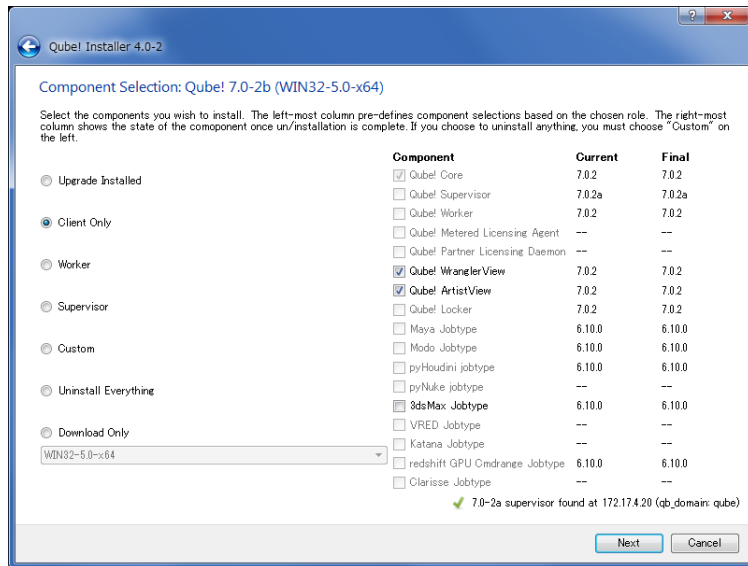 Qube! Installer 4.0-2
Component Selection: Qube! 7.0-2b (WIN32-5.0-x64)
Select the components you wish to install. The left-most column pre-defines component selections based on the chosen role. The right-most
column shows the state of the comoponent once un/installation is complete. If you choose to uninstall anything, you must choose "Custom" on
the left.
Component Current Final
Upgrade Installed
Client Only
Worker
Supervisor
Custom
Uninstall Everything
Download Only
WIN32-5.0-x64
Qube! Core 7.0.2 7.0.2
Qube! Supervisor 7.0.2a 7.0.2a
Qube! Worker 7.0.2 7.0.2
Qube! Metered Licensing Agent -- --
Qube! Partner Licensing Daemon -- --
Qube! WranglerView 7.0.2 7.0.2
Qube! ArtistView 7.0.2 7.0.2
Qube! Locker 7.0.2 7.0.2
Maya Jobtype 6.10.0 6.10.0
Modo Jobtype 6.10.0 6.10.0
pyHoudini jobtype 6.10.0 6.10.0
pyNuke jobtype -- --
3dsMax Jobtype 6.10.0 6.10.0
VRED Jobtype -- --
Katana Jobtype -- --
redshift GPU Cmdrange Jobtype 6.10.0 6.10.0
Clarisse Jobtype -- --
7.0-2a supervisor found at 172.17.4.20 (qb_domain: qube)
Next Cancel